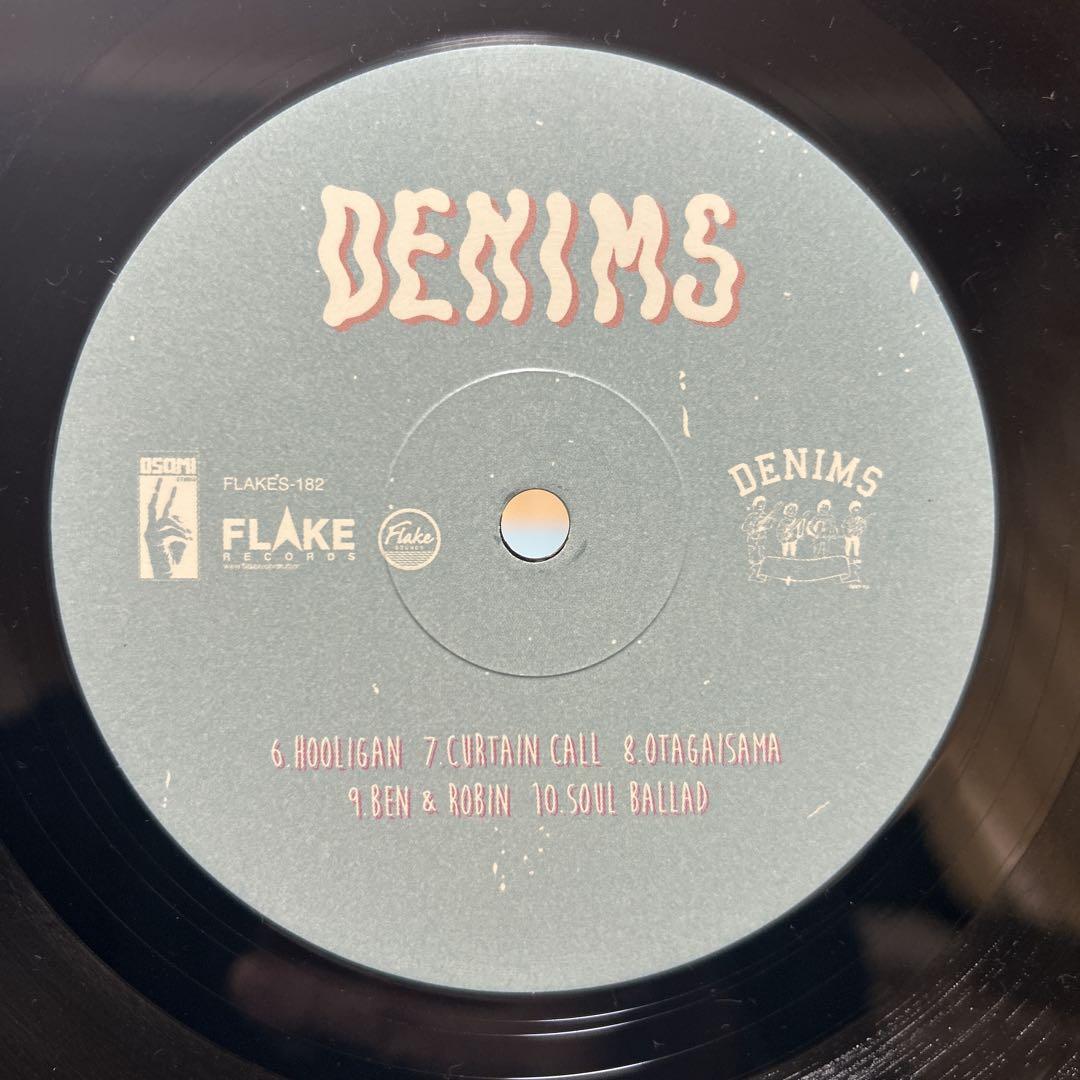 DENIMS
OSOMI
FLAKES-182
FLAKE
RECORDS
Flake
SOUNDS
DENIMS
6.HOOLIGAN 7.CURTAIN CALL 8.OTAGAISAMA
9.BEN & ROBIN 10.SOUL BALLAD